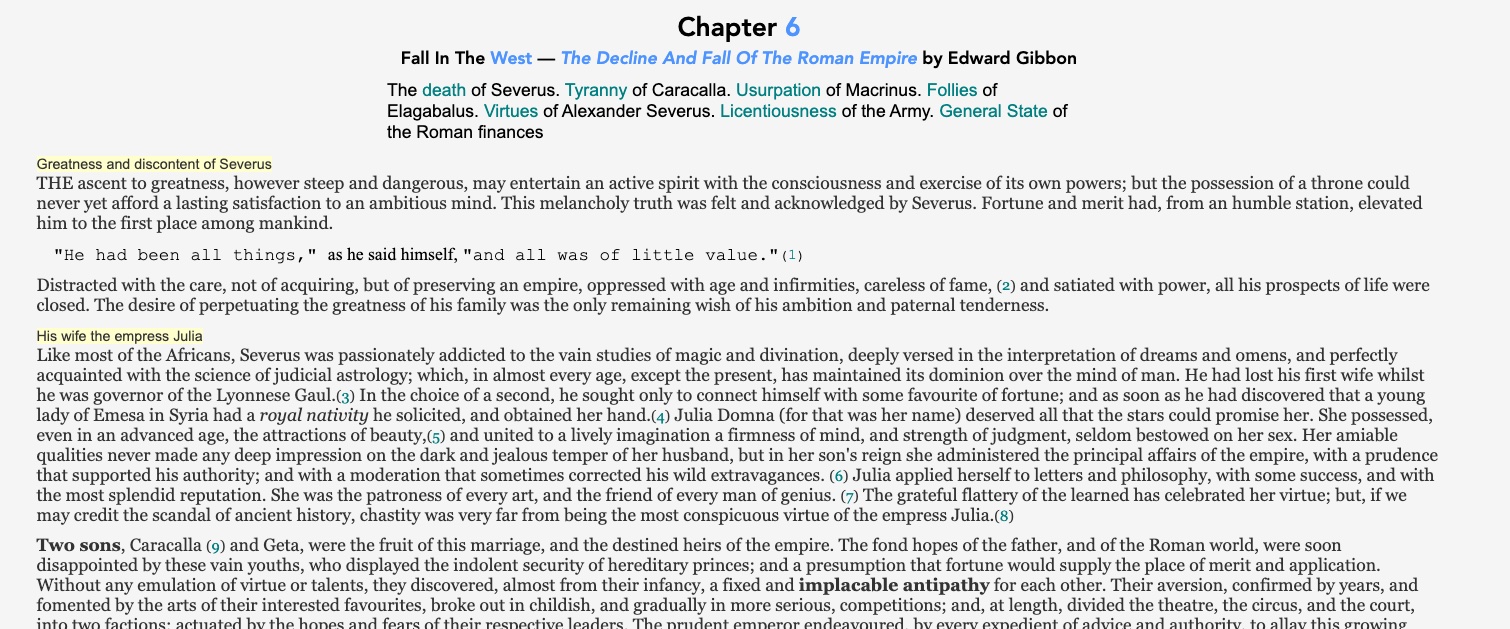 Chapter 6
Fall In The West — The Decline And Fall Of The Roman Empire by Edward Gibbon
The death of Severus. Tyranny of Caracalla. Usurpation of Macrinus. Follies of
Elagabalus. Virtues of Alexander Severus. Licentiousness of the Army. General State of
the Roman finances
Greatness and discontent of Severus
THE ascent to greatness, however steep and dangerous, may entertain an active spirit with the consciousness and exercise of its own powers; but the possession of a throne could
never yet afford a lasting satisfaction to an ambitious mind. This melancholy truth was felt and acknowledged by Severus. Fortune and merit had, from an humble station, elevated
him to the first place among mankind.
"He had been all things," as he said himself, "and all was of little value."(1)
Distracted with the care, not of acquiring, but of preserving an empire, oppressed with age and infirmities, careless of fame, (2) and satiated with power, all his prospects of life were
closed. The desire of perpetuating the greatness of his family was the only remaining wish of his ambition and paternal tenderness.
His wife the empress Julia
Like most of the Africans, Severus was passionately addicted to the vain studies of magic and divination, deeply versed in the interpretation of dreams and omens, and perfectly
acquainted with the science of judicial astrology; which, in almost every age, except the present, has maintained its dominion over the mind of man. He had lost his first wife whilst
he was governor of the Lyonnese Gaul.(3) In the choice of a second, he sought only to connect himself with some favourite of fortune; and as soon as he had discovered that a young
lady of Emesa in Syria had a royal nativity he solicited, and obtained her hand.(4) Julia Domna (for that was her name) deserved all that the stars could promise her. She possessed,
even in an advanced age, the attractions of beauty,(5) and united to a lively imagination a firmness of mind, and strength of judgment, seldom bestowed on her sex. Her amiable
qualities never made any deep impression on the dark and jealous temper of her husband, but in her son's reign she administered the principal affairs of the empire, with a prudence
that supported his authority; and with a moderation that sometimes corrected his wild extravagances. (6) Julia applied herself to letters and philosophy, with some success, and with
the most splendid reputation. She was the patroness of every art, and the friend of every man of genius. (7) The grateful flattery of the learned has celebrated her virtue; but, if we
may credit the scandal of ancient history, chastity was very far from being the most conspicuous virtue of the empress Julia.(8)
Two sons, Caracalla (9) and Geta, were the fruit of this marriage, and the destined heirs of the empire. The fond hopes of the father, and of the Roman world, were soon
disappointed by these vain youths, who displayed the indolent security of hereditary princes; and a presumption that fortune would supply the place of merit and application.
Without any emulation of virtue or talents, they discovered, almost from their infancy, a fixed and implacable antipathy for each other. Their aversion, confirmed by years, and
fomented by the arts of their interested favourites, broke out in childish, and gradually in more serious, competitions; and, at length, divided the theatre, the circus, and the court,
into two factions; actuated by the hopes and fears of their respective leaders. The prudent emperor endeavoured, by every expedient of advice and authority, to allay this growing